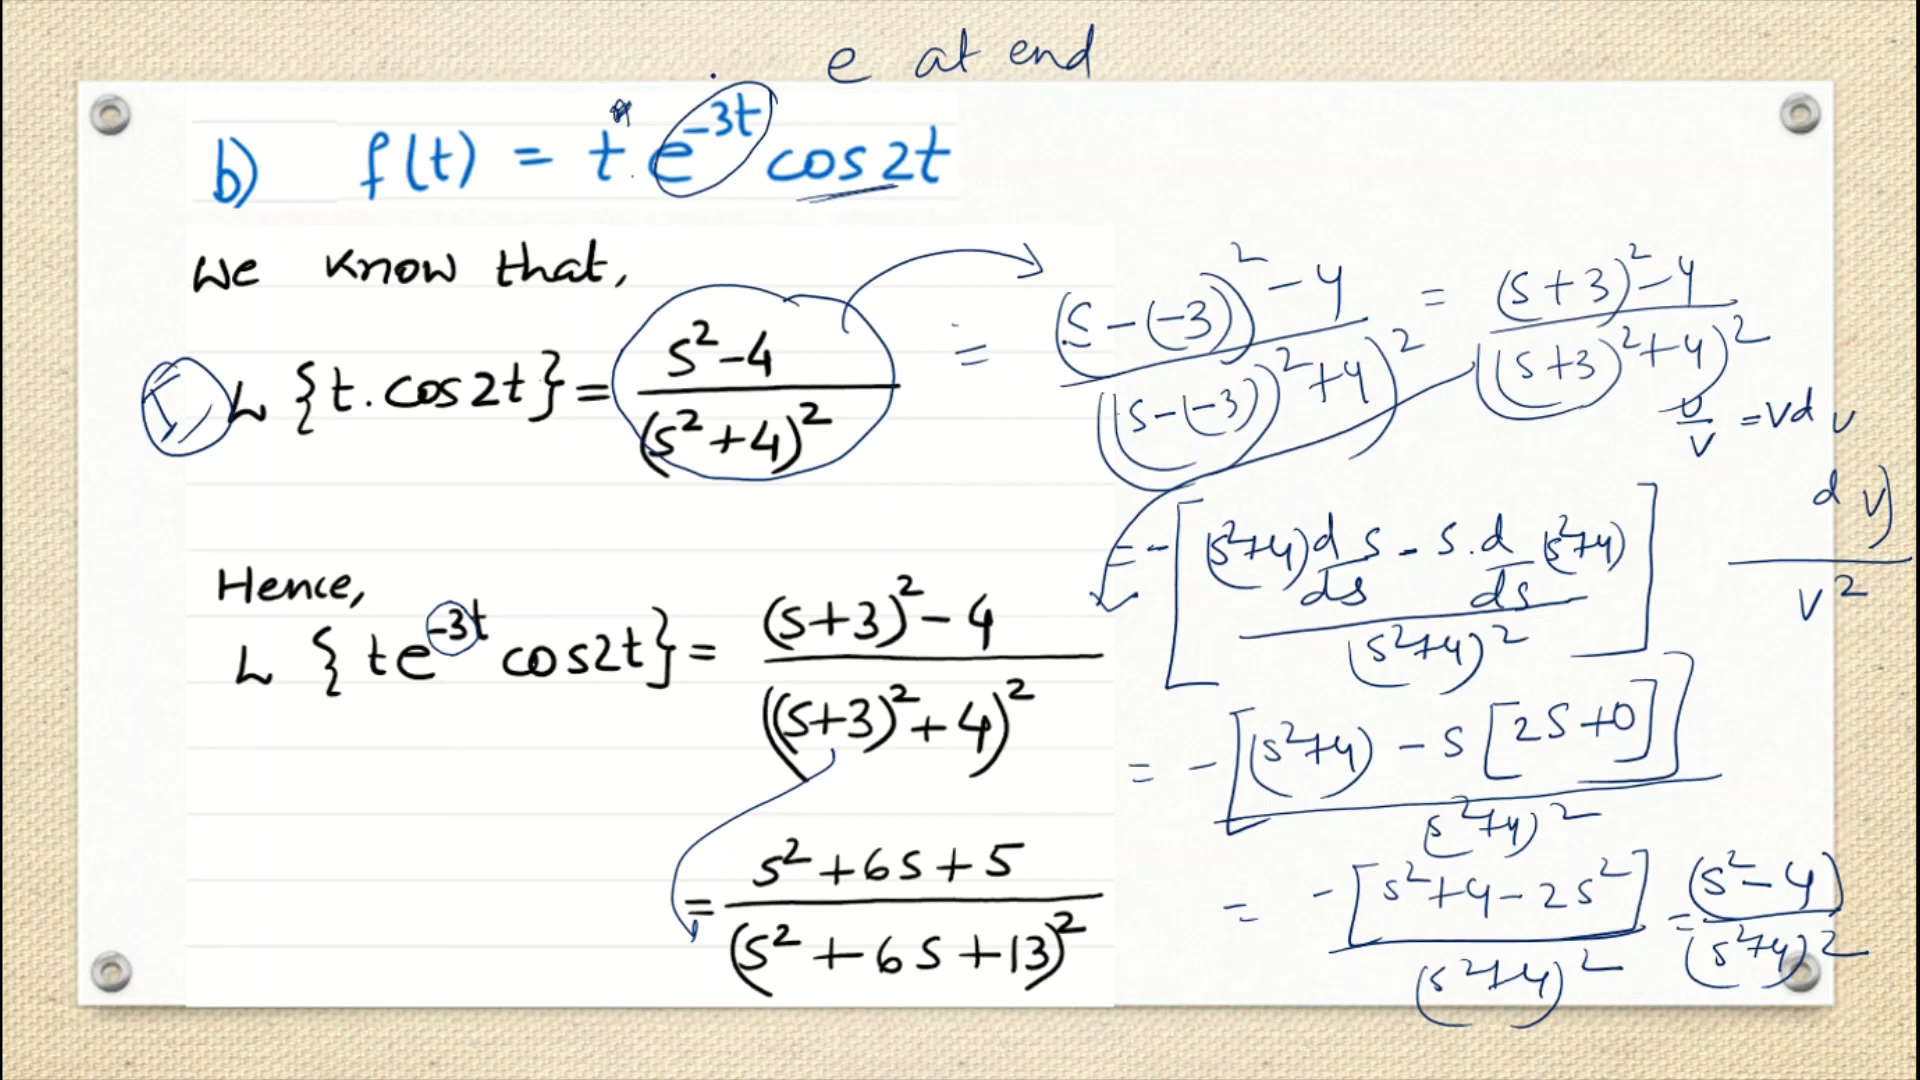 e at end
b) f(t) = t. e^-3t cos2t
We know that,
I) L {t.cos2t} = s²-4 / (s²+4)²
= (s-(-3))² -4 / ((s-(-3))²+4)² = (s+3)²-4 / ((s+3)²+4)²
v = vd v
d v)
v²
= - [ (s²+4) d/ds s - s.d/ds (s²+4) / (s²+4)² ]
Hence,
L { te^-3t cos2t} = (s+3)² - 4 / ((s+3)²+4)²
= - [(s²+4) - s [2s+0]] / (s²+4)²
= s²+6s+5 / (s²+6s+13)²
= - [s²+4-2s²] / (s²+4)² = (s²-4) / (s²+4)²